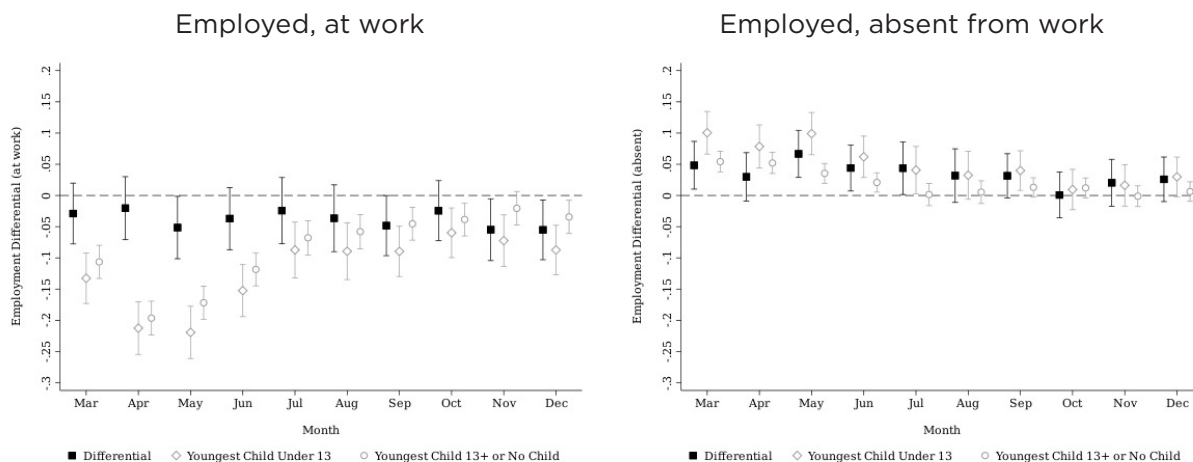 Employed, at work
Employment Differential (at work)
.2
.15
.1
.05
0
-.05
-.1
-.15
-.2
-.25
-.3
Mar Apr May Jun Jul Aug Sep Oct Nov Dec
Month
Differential Youngest Child Under 13 Youngest Child 13+ or No Child
Employed, absent from work
Employment Differential (absent)
.2
.15
.1
.05
0
-.05
-.1
-.15
-.2
-.25
-.3
Mar Apr May Jun Jul Aug Sep Oct Nov Dec
Month
Differential Youngest Child Under 13 Youngest Child 13+ or No Child